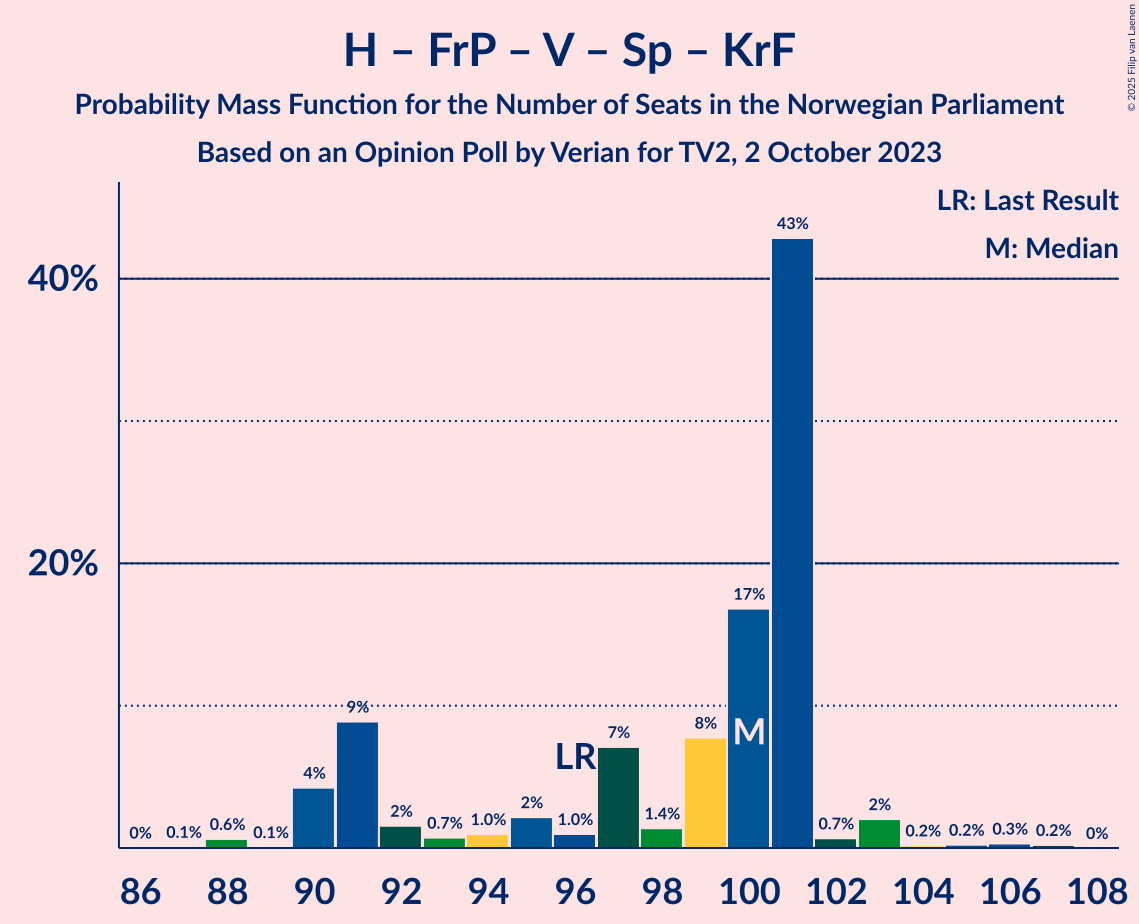 H – FrP – V – Sp – KrF
Probability Mass Function for the Number of Seats in the Norwegian Parliament
Based on an Opinion Poll by Verian for TV2, 2 October 2023
© 2025 Filip van Laenen
LR: Last Result
M: Median
40%
20%
0%
0.1%
0.6%
0.1%
4%
9%
2%
0.7%
1.0%
2%
1.0%
LR
7%
1.4%
8%
17%
M
43%
0.7%
2%
0.2%
0.2%
0.3%
0.2%
0%
86 88 90 92 94 96 98 100 102 104 106 108